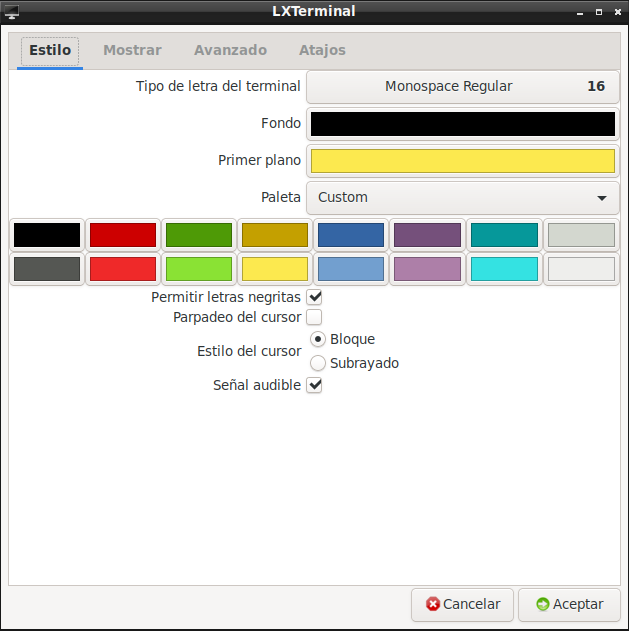 LXTerminal
Estilo Mostrar Avanzado Atajos
Tipo de letra del terminal Monospace Regular 16
Fondo
Primer plano
Paleta Custom
Permitir letras negritas
Parpadeo del cursor
Estilo del cursor
Bloque
Subrayado
Señal audible
Cancelar Aceptar